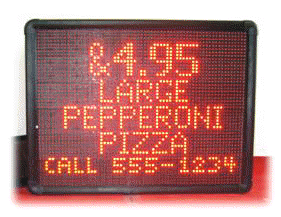 &4.95
LARGE
PEPPERONI
PIZZA
CALL 555-1234